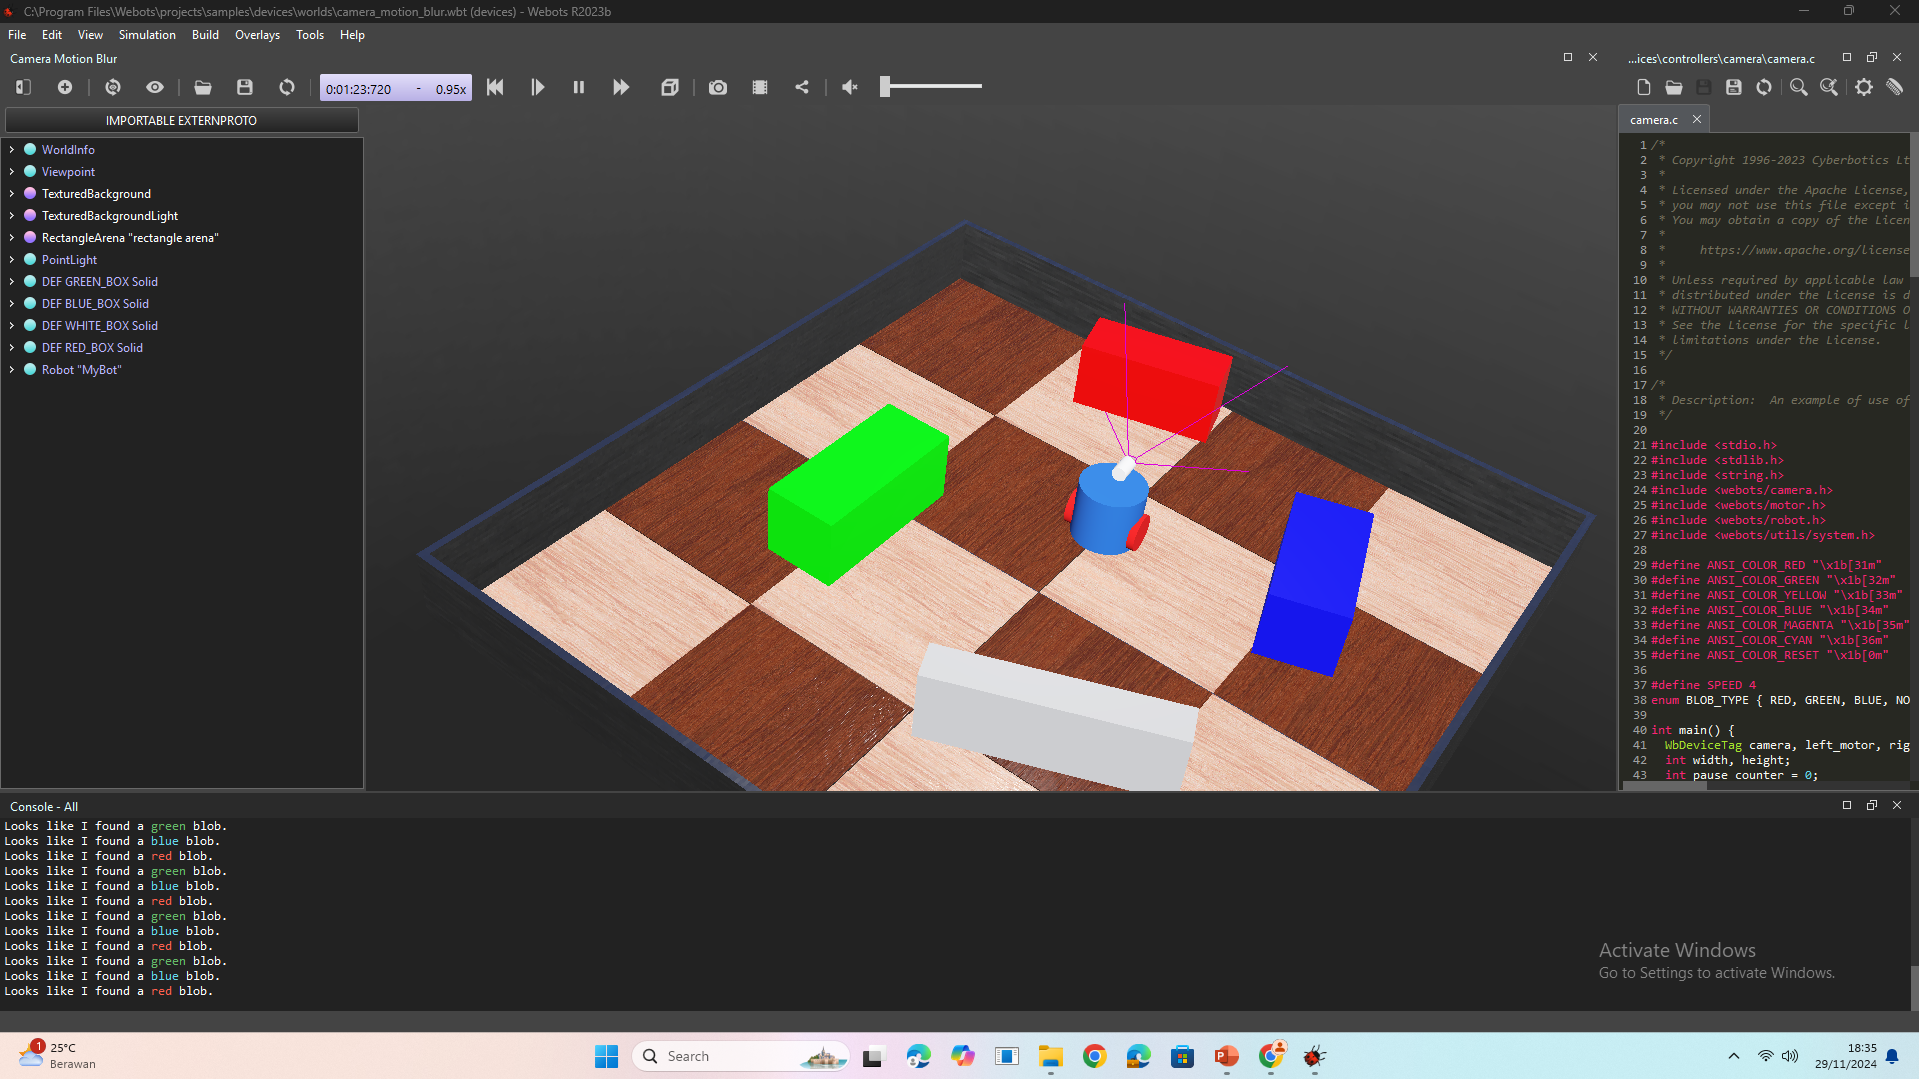 C:\Program Files\Webots\projects\samples\devices\worlds\camera_motion_blur.wbt (devices) - Webots R2023b
File Edit View Simulation Build Overlays Tools Help
Camera Motion Blur
...ices\controllers\camera\camera.c
0:01:23:720 - 0.95x
IMPORTABLE EXTERNPROTO
camera.c
WorldInfo
Viewpoint
TexturedBackground
TexturedBackgroundLight
RectangleArena "rectangle arena"
PointLight
DEF GREEN_BOX Solid
DEF BLUE_BOX Solid
DEF WHITE_BOX Solid
DEF RED_BOX Solid
Robot "MyBot"
1 /*
2 * Copyright 1996-2023 Cyberbotics Lt
3 *
4 * Licensed under the Apache License,
5 * you may not use this file except i
6 * You may obtain a copy of the Licen
7 *
8 * https://www.apache.org/license
9 *
10 * Unless required by applicable law
11 * distributed under the License is d
12 * WITHOUT WARRANTIES OR CONDITIONS O
13 * See the License for the specific l
14 * limitations under the License.
15 */
16
17 /*
18 * Description: An example of use of
19 */
20
21 #include <stdio.h>
22 #include <stdlib.h>
23 #include <string.h>
24 #include <webots/camera.h>
25 #include <webots/motor.h>
26 #include <webots/robot.h>
27 #include <webots/utils/system.h>
28
29 #define ANSI_COLOR_RED "\x1b[31m"
30 #define ANSI_COLOR_GREEN "\x1b[32m"
31 #define ANSI_COLOR_YELLOW "\x1b[33m"
32 #define ANSI_COLOR_BLUE "\x1b[34m"
33 #define ANSI_COLOR_MAGENTA "\x1b[35m"
34 #define ANSI_COLOR_CYAN "\x1b[36m"
35 #define ANSI_COLOR_RESET "\x1b[0m"
36
37 #define SPEED 4
38 enum BLOB_TYPE { RED, GREEN, BLUE, NO
39
40 int main() {
41 WbDeviceTag camera, left_motor, rig
42 int width, height;
43 int pause_counter = 0;
Console - All
Looks like I found a green blob.
Looks like I found a blue blob.
Looks like I found a red blob.
Looks like I found a green blob.
Looks like I found a blue blob.
Looks like I found a red blob.
Looks like I found a green blob.
Looks like I found a blue blob.
Looks like I found a red blob.
Looks like I found a green blob.
Looks like I found a blue blob.
Looks like I found a red blob.
Activate Windows
Go to Settings to activate Windows.
1
25°C
Berawan
Search
18:35
29/11/2024